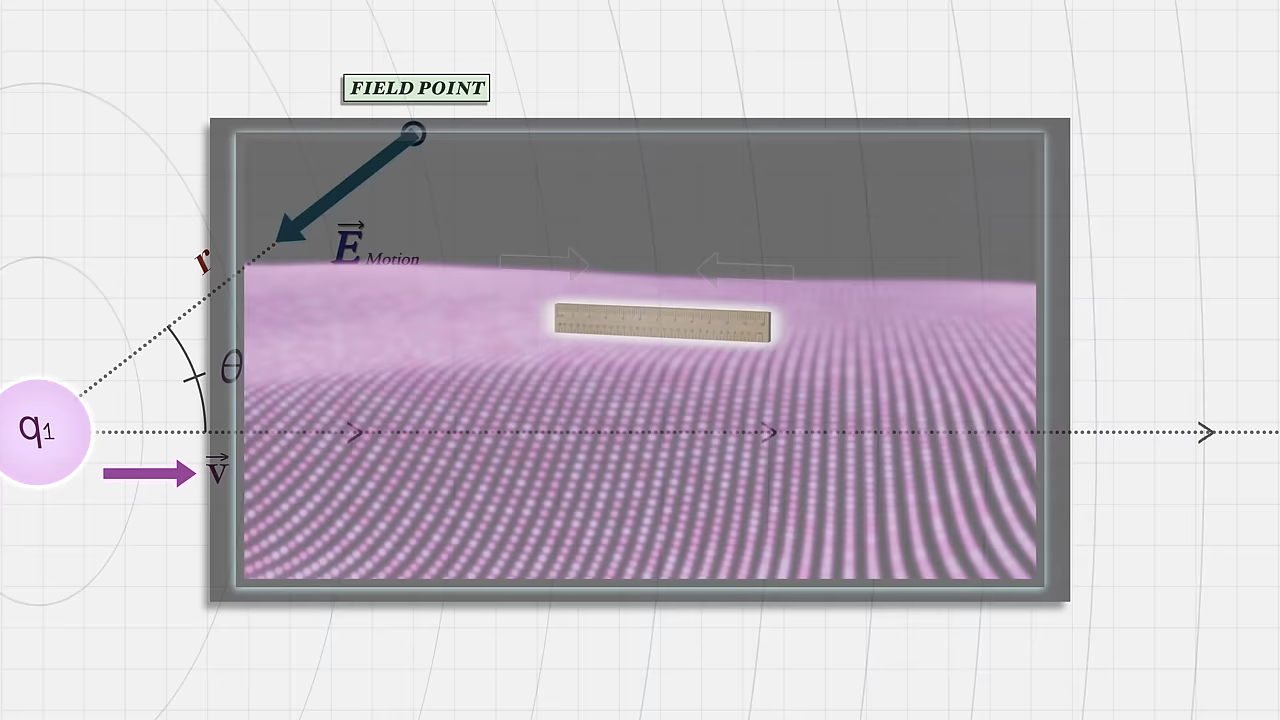 FIELD POINT
E Motion
r
θ
q1
v